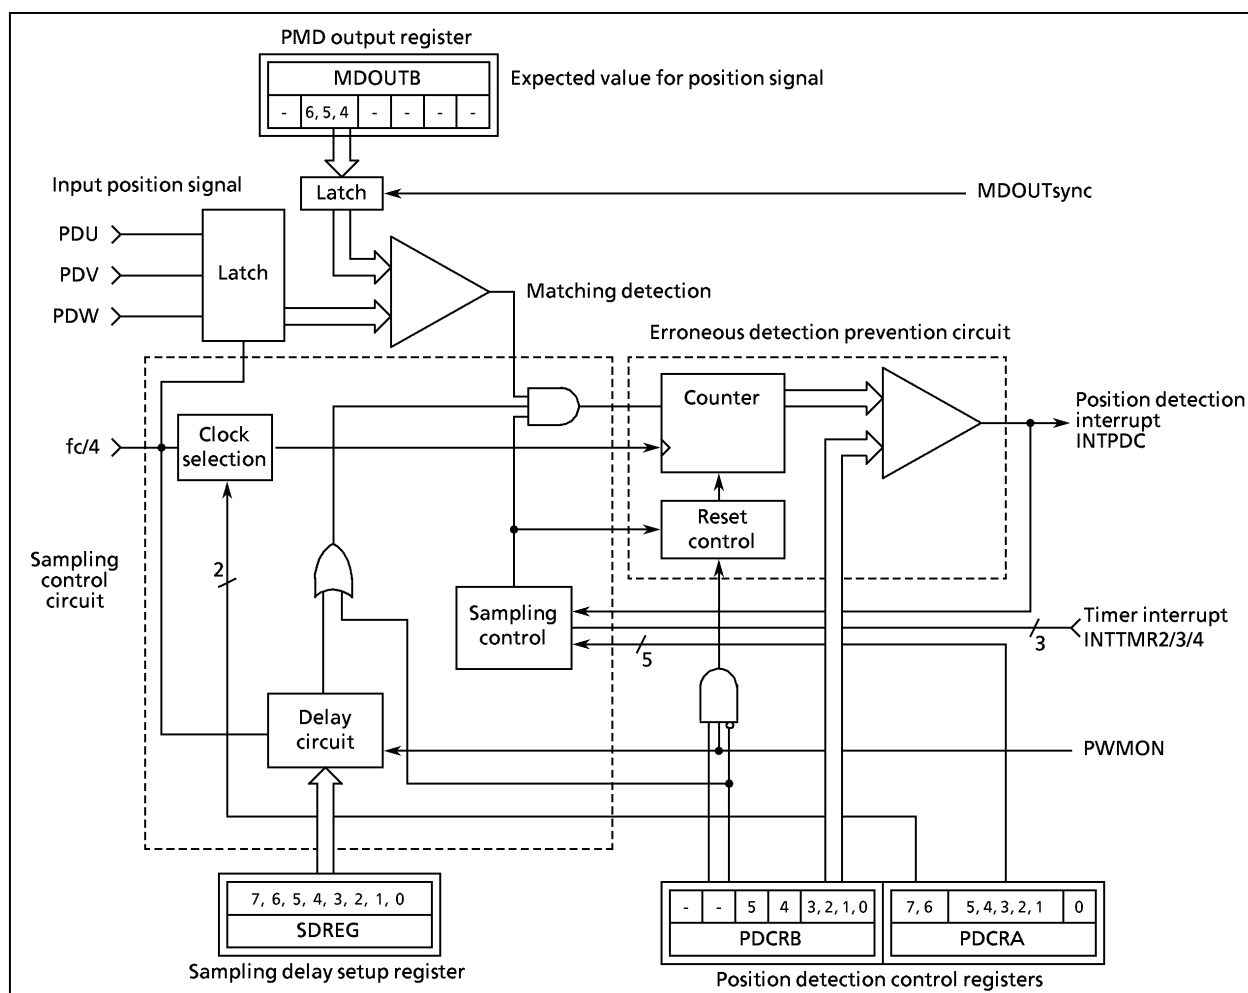 PMD output register
MDOUTB
Expected value for position signal
- 6, 5, 4 - - - -
Input position signal
Latch
MDOUTsync
PDU
PDV
Latch
PDW
Matching detection
Erroneous detection prevention circuit
Counter
Position detection
interrupt
INTPDC
fc/4
Clock
selection
Reset
control
Sampling
control
circuit
2
Sampling
control
Timer interrupt
INTTMR2/3/4
3
5
Delay
circuit
PWMON
7, 6, 5, 4, 3, 2, 1, 0
SDREG
Sampling delay setup register
- - 5 4 3, 2, 1, 0
PDCRB
7, 6 5, 4, 3, 2, 1 0
PDCRA
Position detection control registers